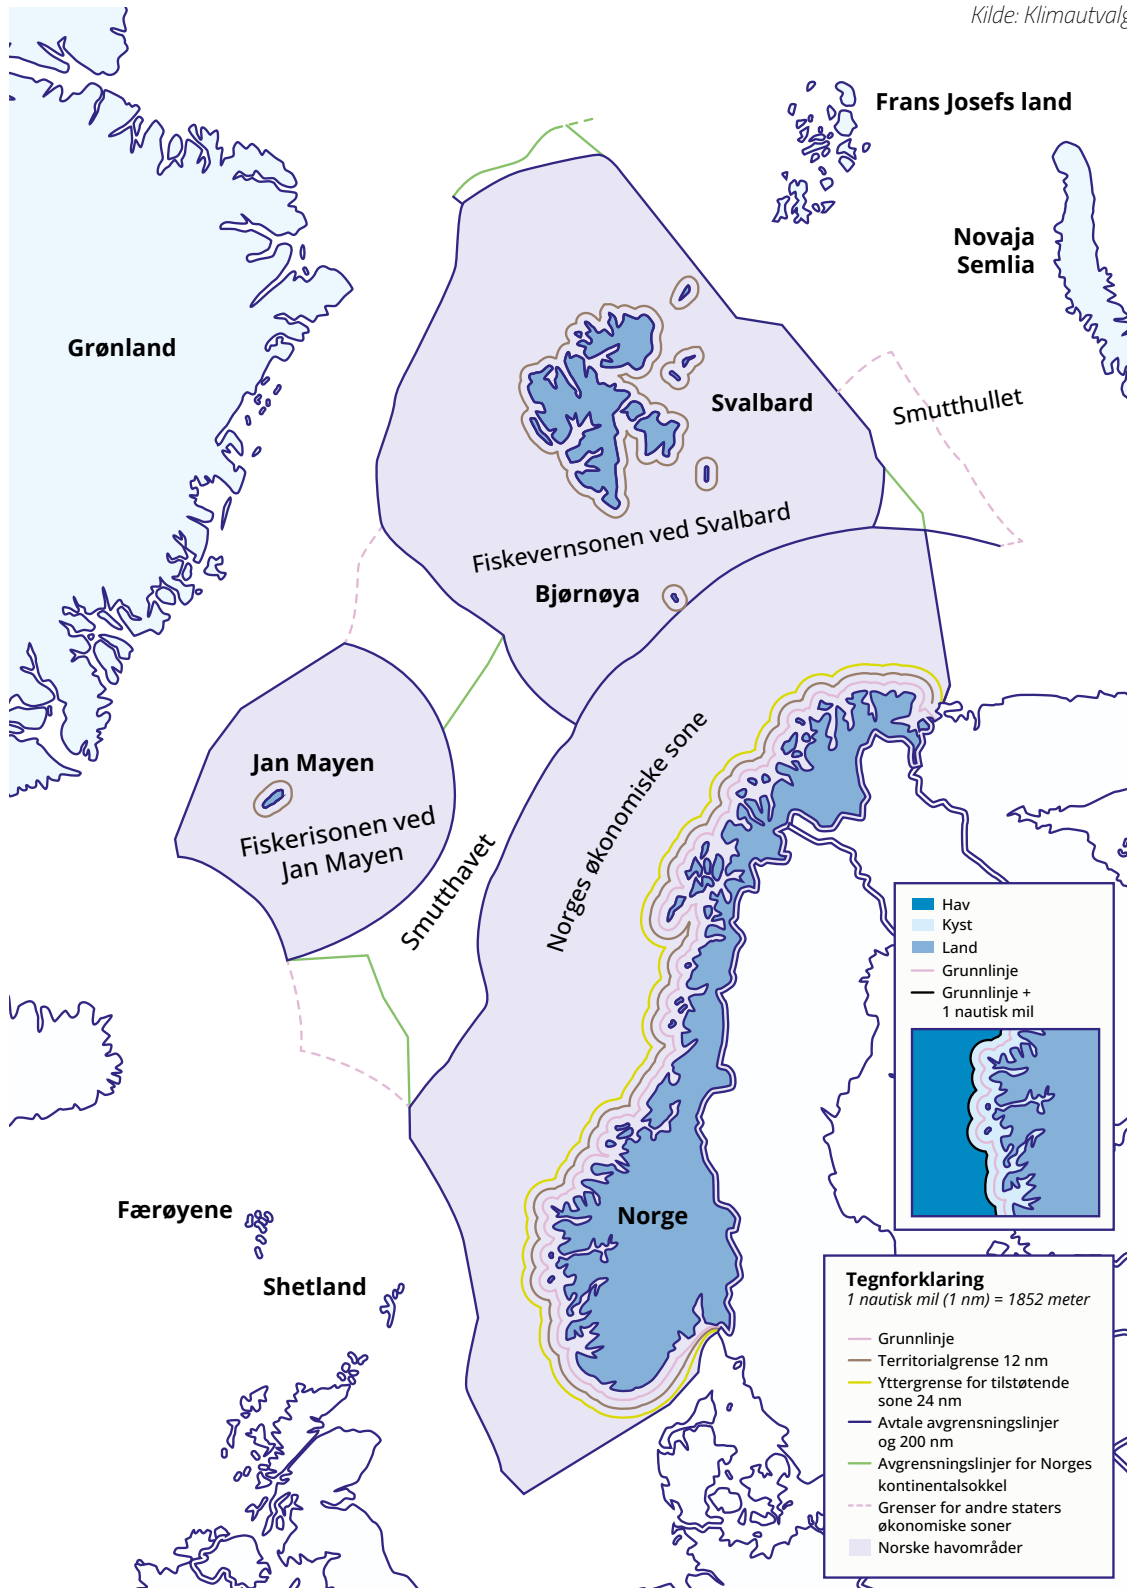 Kilde: Klimautvalg
Frans Josefs land
Novaja
Semlia
Grønland
Svalbard
Smutthullet
Fiskevernsonen ved Svalbard
Bjørnøya
Norges økonomiske sone
Jan Mayen
Fiskerisonen ved
Jan Mayen
Smutthavet
Hav
Kyst
Land
Grunnlinje
Grunnlinje +
1 nautisk mil
Færøyene
Norge
Shetland
Tegnforklaring
1 nautisk mil (1 nm) = 1852 meter
Grunnlinje
Territorialgrense 12 nm
Yttergrense for tilstøtende
sone 24 nm
Avtale avgrensningslinjer
og 200 nm
Avgrensningslinjer for Norges
kontinentalsokkel
Grenser for andre staters
økonomiske soner
Norske havområder